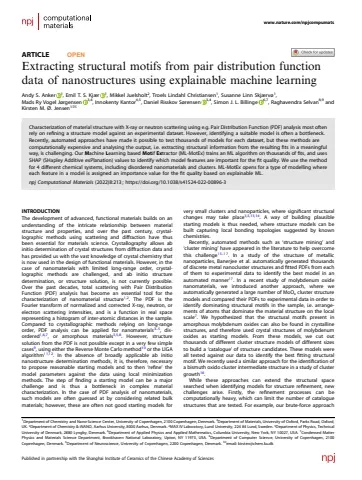 npj | computational
materials
www.nature.com/npjcompumats
ARTICLE OPEN
Check for updates
Extracting structural motifs from pair distribution function
data of nanostructures using explainable machine learning
Andy S. Anker, Emil T. S. Kjær, Mikkel Juelsholt, Troels Lindahl Christiansen, Susanne Linn Skjærvø,
Mads Ry Vogel Jørgensen, Innokenty Kantor, Daniel Risskov Sørensen, Simon J. L. Billinge, Raghavendra Selvan and
Kirsten M. Ø. Jensen
Characterization of material structure with X-ray or neutron scattering using e.g. Pair Distribution Function (PDF) analysis most often
rely on refining a structure model against an experimental dataset. However, identifying a suitable model is often a bottleneck.
Recently, automated approaches have made it possible to test thousands of models for each dataset, but these methods are
computationally expensive and analysing the output, i.e. extracting structural information from the resulting fits in a meaningful
way, is challenging. Our Machine Learning based Motif Extractor (ML-MotEx) trains an ML algorithm on thousands of fits, and uses
SHAP (SHapley Additive exPlanation) values to identify which model features are important for the fit quality. We use the method
for 4 different chemical systems, including disordered nanomaterials and clusters. ML-MotEx opens for a type of modelling where
each feature in a model is assigned an importance value for the fit quality based on explainable ML.
npj Computational Materials (2022)8:213; https://doi.org/10.1038/s41524-022-00896-3
INTRODUCTION
The development of advanced, functional materials builds on an
understanding of the intricate relationship between material
structure and properties, and over the past century, crystal-
lographic methods using scattering and diffraction have thus
been essential for materials science. Crystallography allows ab
initio determination of crystal structures from diffraction data and
has provided us with the vast knowledge of crystal chemistry that
is now used in the design of functional materials. However, in the
case of nanomaterials with limited long-range order, crystal-
lographic methods are challenged, and ab initio structure
determination, or structure solution, is not currently possible.
Over the past decades, total scattering with Pair Distribution
Function (PDF) analysis has become an essential tool for the
characterization of nanomaterial structure. The PDF is the
Fourier transform of normalized and corrected X-ray, neutron, or
electron scattering intensities, and is a function in real space
representing a histogram of inter-atomic distances in the sample.
Compared to crystallographic methods relying on long-range
order, PDF analysis can be applied for nanomaterials, dis-
ordered, or amorphous materials. However, structure
solution from the PDF is not possible except in a very few simple
cases, either using the Reverse Monte Carlo method or the LIGA
algorithm. In the absence of broadly applicable ab initio
nanostructure determination methods, it is, therefore, necessary
to propose reasonable starting models and to then 'refine' the
model parameters against the data using local minimization
methods. The step of finding a starting model can be a major
challenge and is thus a bottleneck in complex material
characterization. In the case of PDF analysis of nanomaterials,
such models are often guessed at by considering related bulk
materials; however, these are often not good starting models for
very small clusters and nanoparticles, where significant structural
changes may take place. A way of building plausible
starting models is thus needed, where structure models can be
built capturing local bonding topologies suggested by known
chemistries.
Recently, automated methods such as 'structure mining' and
'cluster mining' have appeared in the literature to help overcome
this challenge. In a study of the structure of metallic
nanoparticles, Banerjee et al. automatically generated thousands
of discrete metal nanocluster structures and fitted PDFs from each
of them to experimental data to identify the best model in an
automated manner. In a recent study of molybdenum oxide
nanomaterials, we introduced another approach, where we
automatically generated a large number of MoOx cluster structure
models and compared their PDFs to experimental data in order to
identify dominating structural motifs in the sample, i.e. arrange-
ments of atoms that dominate the material structure on the local
scale. We hypothesised that the structural motifs present in
amorphous molybdenum oxides can also be found in crystalline
structures, and therefore used crystal structures of molybdenum
oxides as starting models. From these models, we cut out
thousands of different cluster structure models of different sizes
to build a 'catalogue' of structure candidates. These models were
all tested against our data to identify the best fitting structural
motif. We recently used a similar approach for the identification of
a bismuth oxido cluster intermediate structure in a study of cluster
growth.
While these approaches can extend the structural space
searched when identifying models for structure refinement, new
challenges arise. Firstly, the refinement processes can be
computationally heavy, which can limit the number of catalogue
structures that are tested. For example, our brute-force approach
Published in partnership with the Shanghai Institute of Ceramics of the Chinese Academy of Sciences
npj